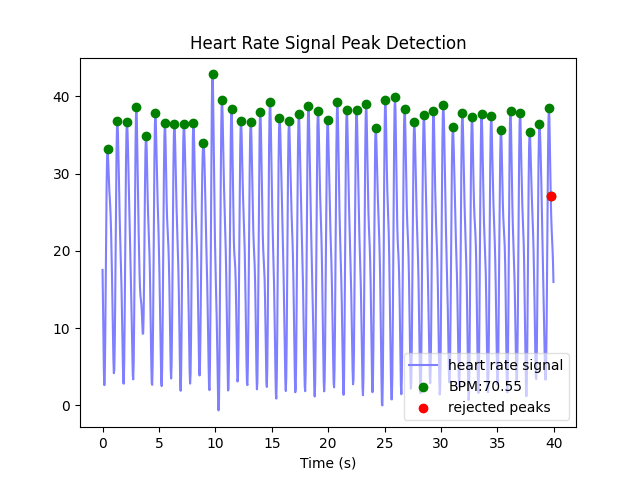 Heart Rate Signal Peak Detection
40
30
20
10
0
heart rate signal
BPM:70.55
rejected peaks
0 5 10 15 20 25 30 35 40
Time (s)